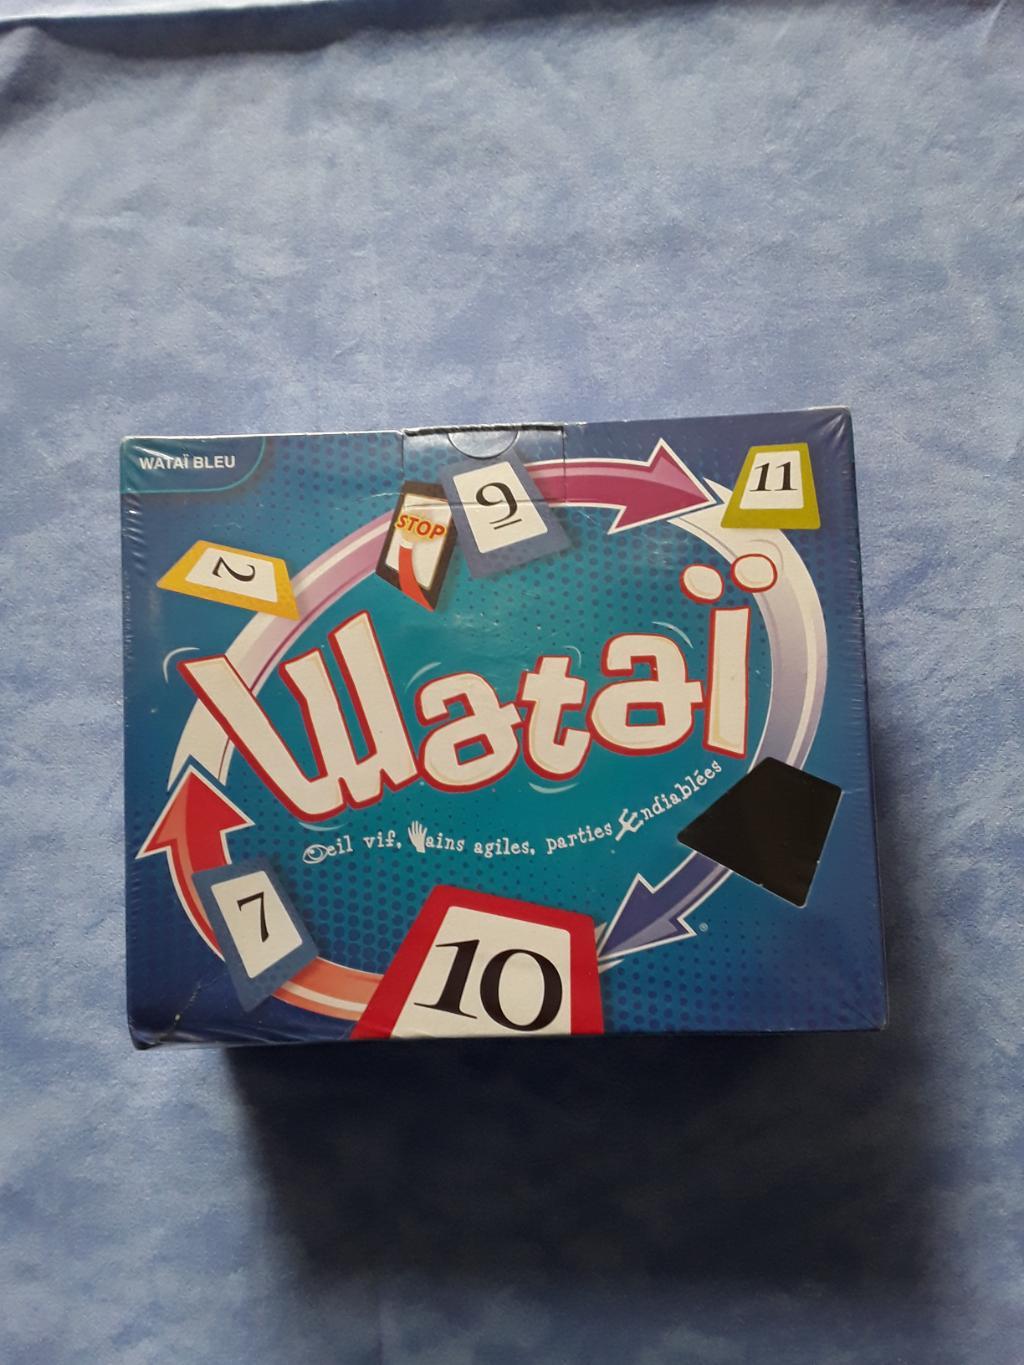 WATAÏ BLEU
11
9
STOP
2
Wataï
Oeil vif, Mains agiles, parties Endiablées
7
10
®